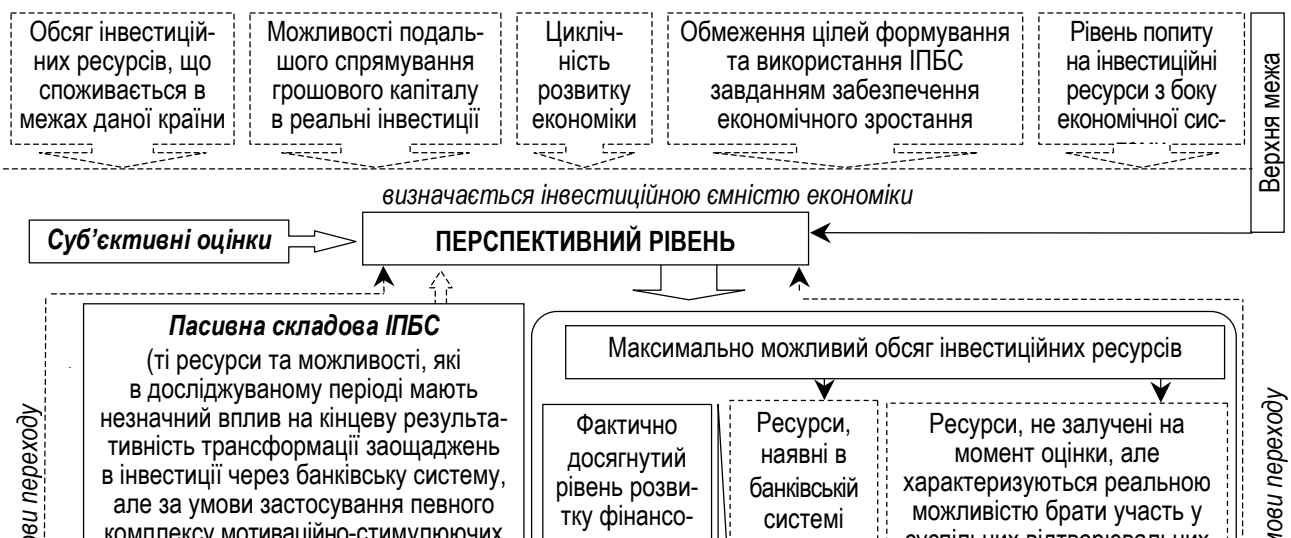 Обсяг інвестицій-
них ресурсів, що
споживається в
межах даної країни
Можливості подаль-
шого спрямування
грошового капіталу
в реальні інвестиції
Цикліч-
ність
розвитку
економіки
Обмеження цілей формування
та використання ІПБС
завданням забезпечення
економічного зростання
Рівень попиту
на інвестиційні
ресурси з боку
економічної сис-
Верхня межа
визначається інвестиційною ємністю економіки
Суб’єктивні оцінки
ПЕРСПЕКТИВНИЙ РІВЕНЬ
Пасивна складова ІПБС
(ті ресурси та можливості, які
в досліджуваному періоді мають
незначний вплив на кінцеву результа-
тивність трансформації заощаджень
в інвестиції через банківську систему,
але за умови застосування певного
комплексу мотиваційно-стимулюючих
Максимально можливий обсяг інвестиційних ресурсів
Фактично
досягнутий
рівень розви-
тку фінансо-
Ресурси,
наявні в
банківській
системі
Ресурси, не залучені на
момент оцінки, але
характеризуються реальною
можливістю брати участь у
суспільних відтворювальних
переходу
переходу